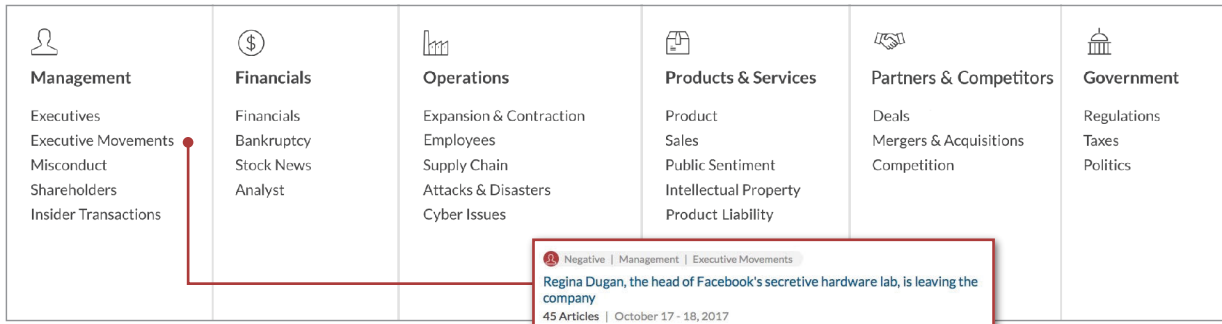 Management
Executives
Executive Movements
Misconduct
Shareholders
Insider Transactions
Financials
Financials
Bankruptcy
Stock News
Analyst
Operations
Expansion & Contraction
Employees
Supply Chain
Attacks & Disasters
Cyber Issues
Products & Services
Product
Sales
Public Sentiment
Intellectual Property
Product Liability
Partners & Competitors
Deals
Mergers & Acquisitions
Competition
Government
Regulations
Taxes
Politics
Negative | Management | Executive Movements
Regina Dugan, the head of Facebook's secretive hardware lab, is leaving the
company
45 Articles | October 17 - 18, 2017